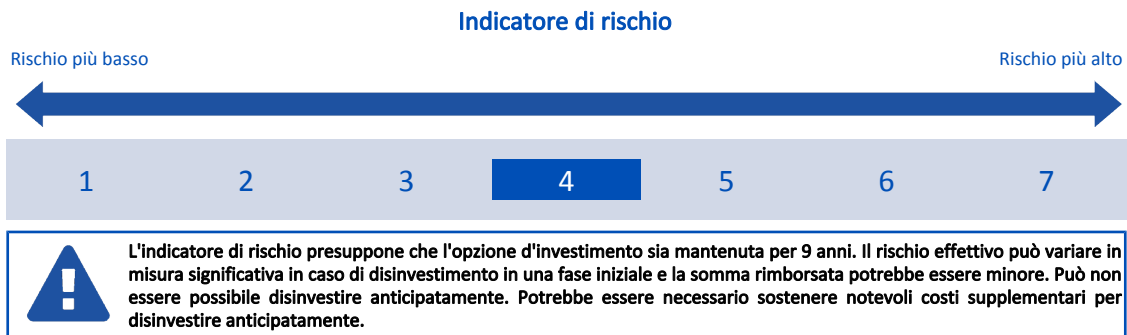 Indicatore di rischio
Rischio più basso
Rischio più alto
1 2 3 4 5 6 7
L'indicatore di rischio presuppone che l'opzione d'investimento sia mantenuta per 9 anni. Il rischio effettivo può variare in
misura significativa in caso di disinvestimento in una fase iniziale e la somma rimborsata potrebbe essere minore. Può non
essere possibile disinvestire anticipatamente. Potrebbe essere necessario sostenere notevoli costi supplementari per
disinvestire anticipatamente.